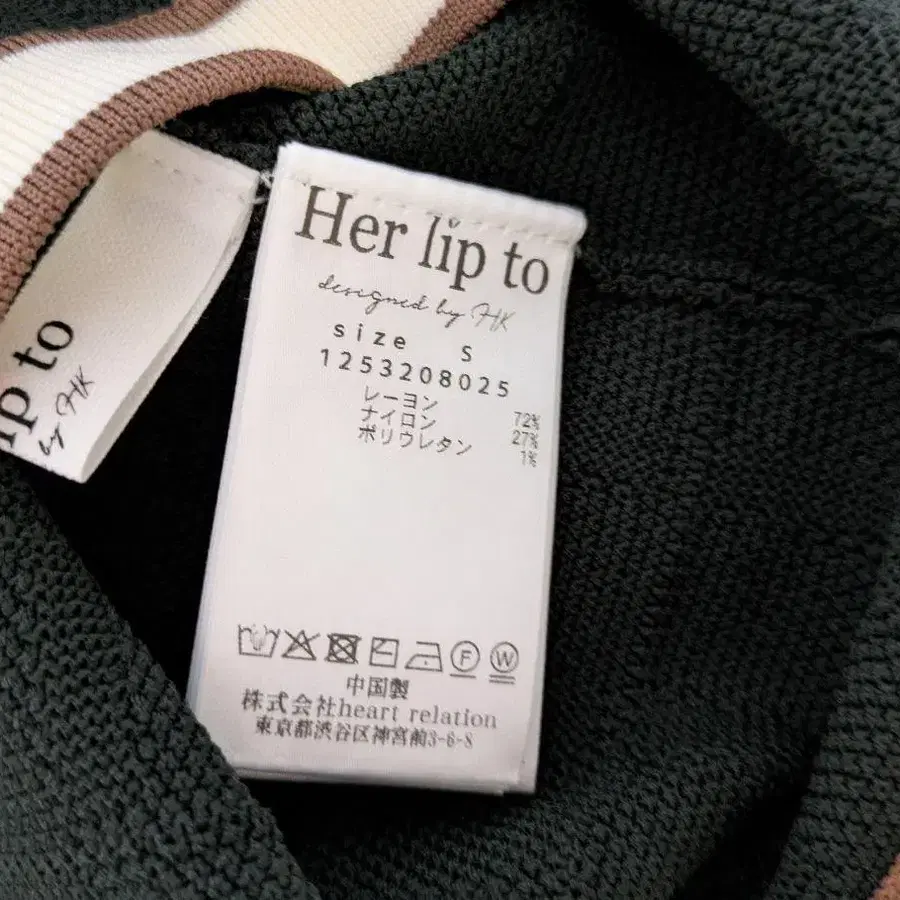 Her lip to
designed by HK
size S
1253208025
レーヨン 72%
ナイロン 27%
ポリウレタン 1%
F W
中国製
株式会社heart relation
東京都渋谷区神宮前3-6-8
ip to
by HK